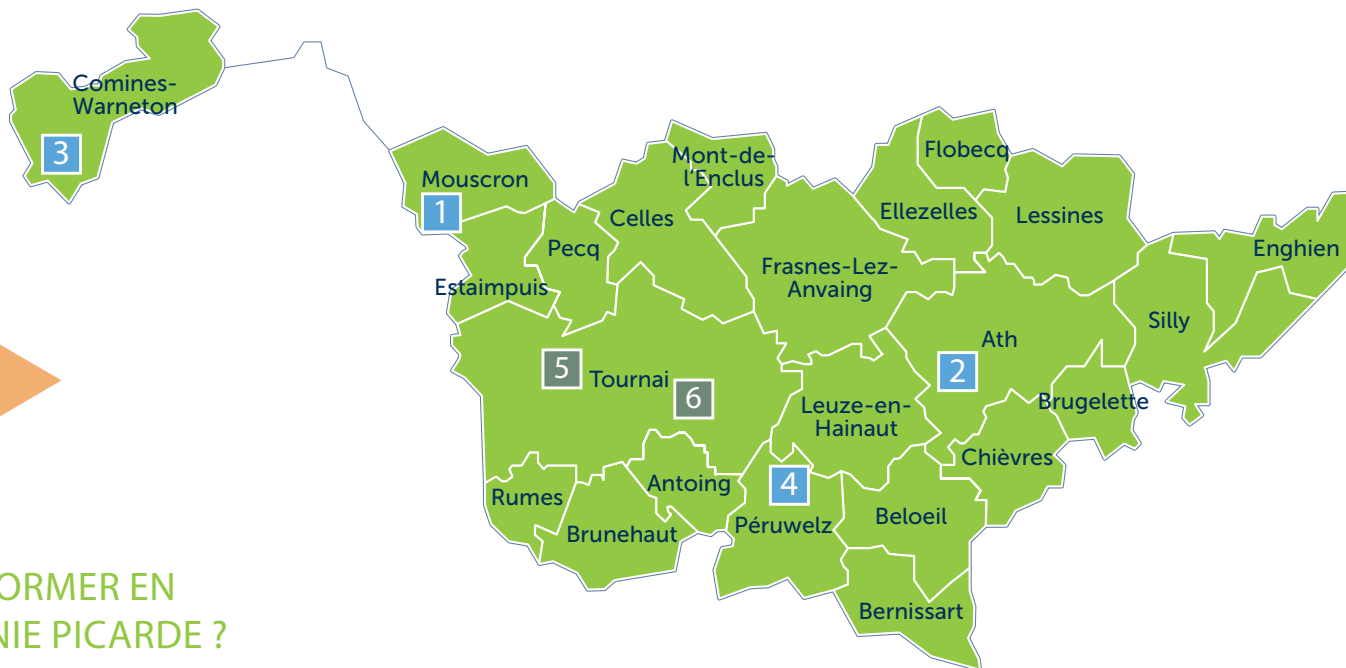 Comines-
Warneton
3
Mouscron
1
Mont-de-
l'Enclus
Celles
Pecq
Estaimpuis
Flobecq
Ellezelles
Lessines
Enghien
Frasnes-Lez-
Anvaing
Silly
Ath
2
5
Tournai
6
Leuze-en-
Hainaut
Brugelette
Chièvres
Rumes
Antoing
4
Brunehaut
Péruwelz
Beloeil
Bernissart
ORMER EN
NIE PICARDE ?